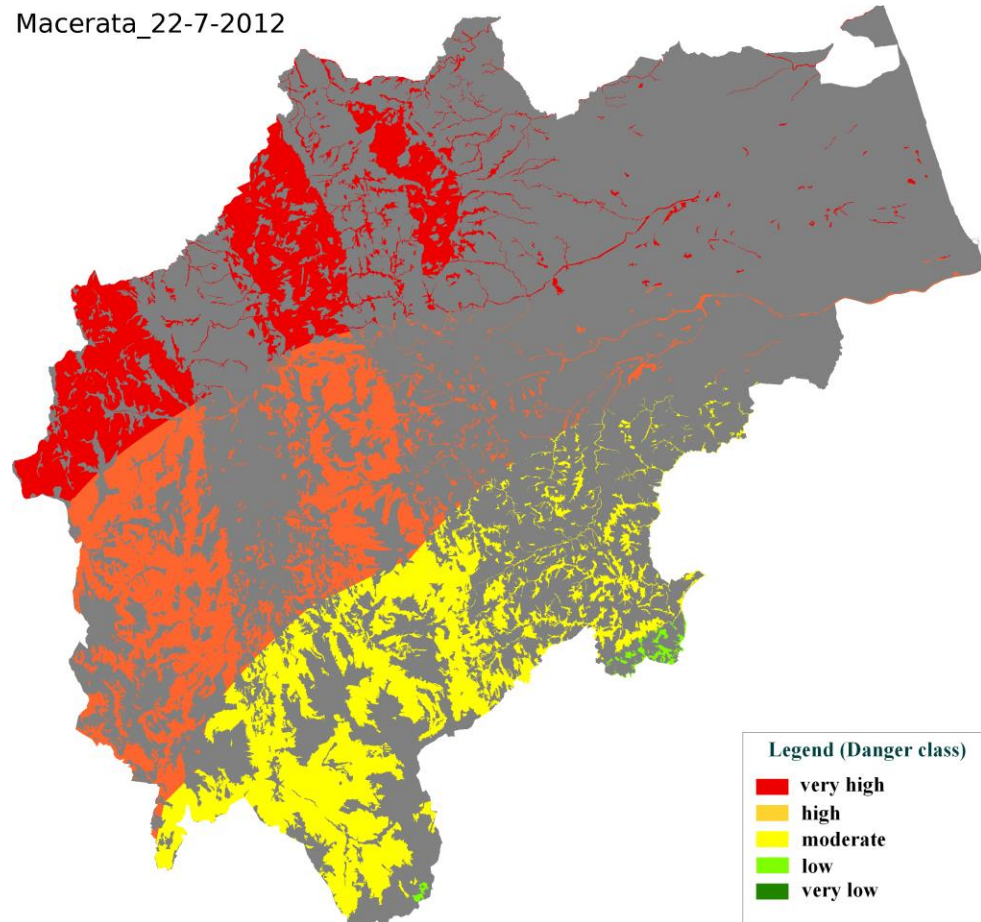 Macerata_22-7-2012
Legend (Danger class)
very high
high
moderate
low
very low